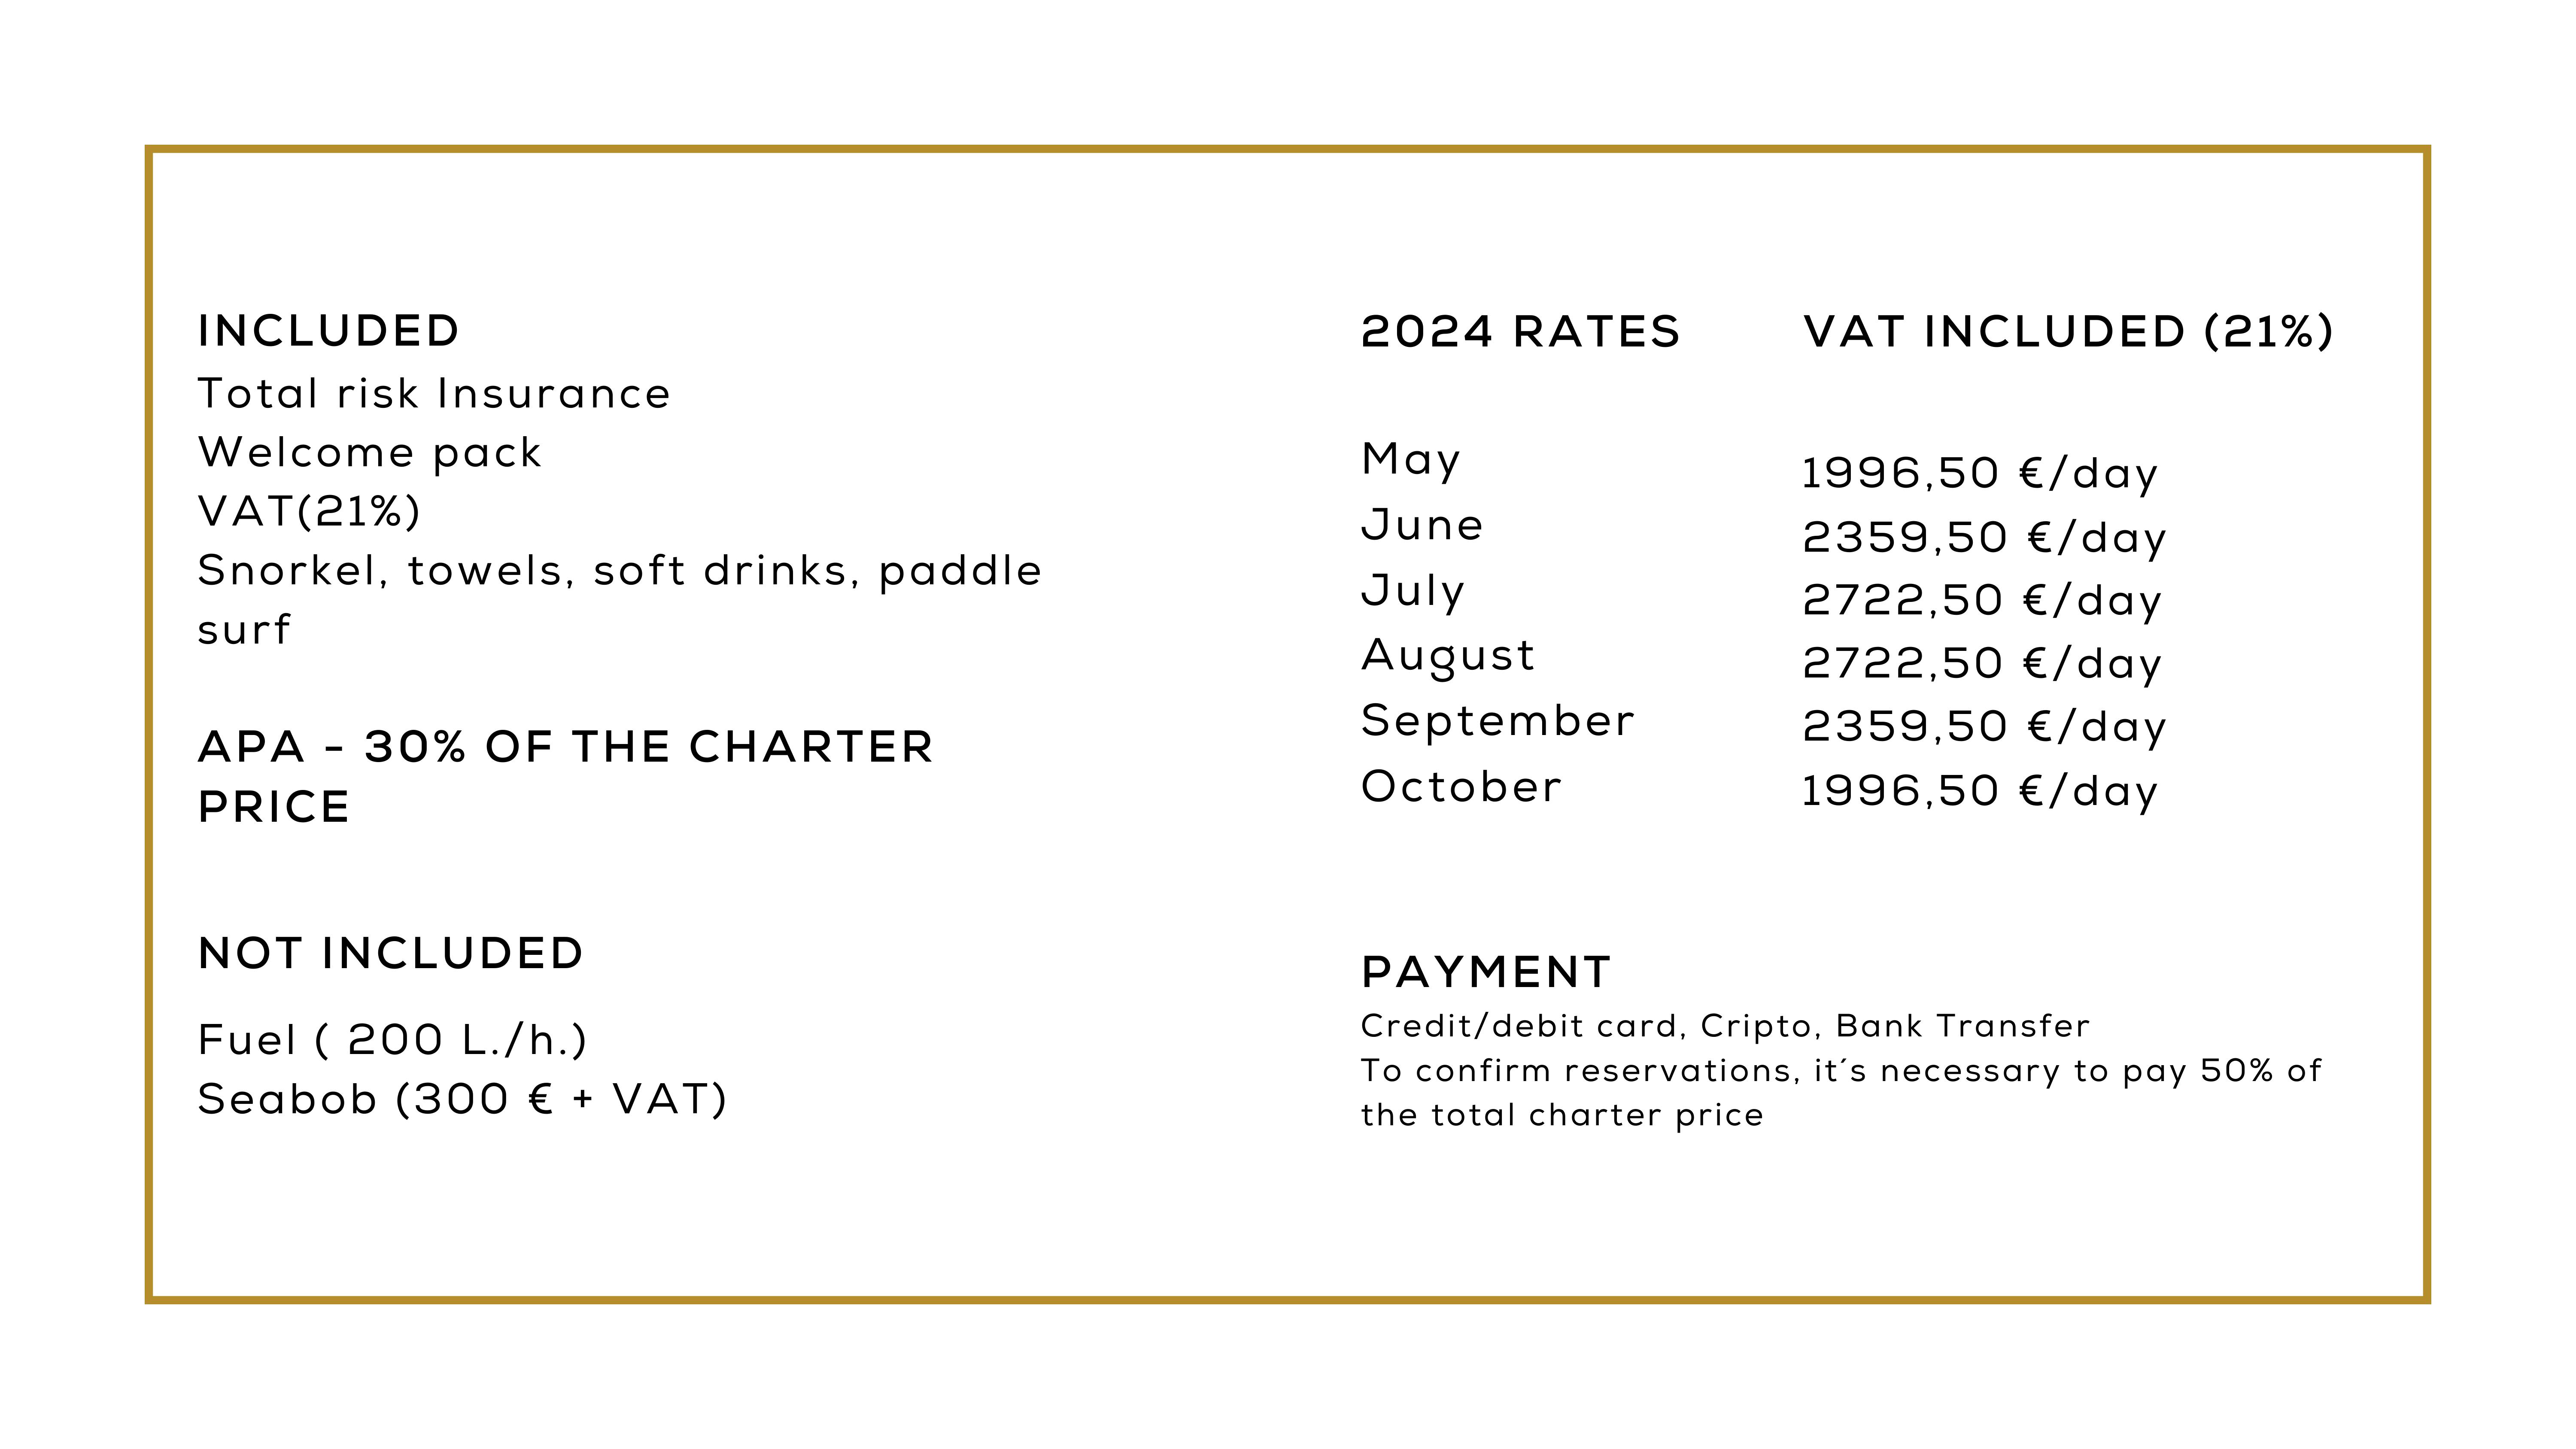 INCLUDED
Total risk Insurance
Welcome pack
VAT(21%)
Snorkel, towels, soft drinks, paddle
surf
APA - 30% OF THE CHARTER
PRICE
NOT INCLUDED
Fuel ( 200 L./h.)
Seabob (300 € + VAT)
2024 RATES VAT INCLUDED (21%)
May 1996,50 €/day
June 2359,50 €/day
July 2722,50 €/day
August 2722,50 €/day
September 2359,50 €/day
October 1996,50 €/day
PAYMENT
Credit/debit card, Cripto, Bank Transfer
To confirm reservations, it´s necessary to pay 50% of
the total charter price